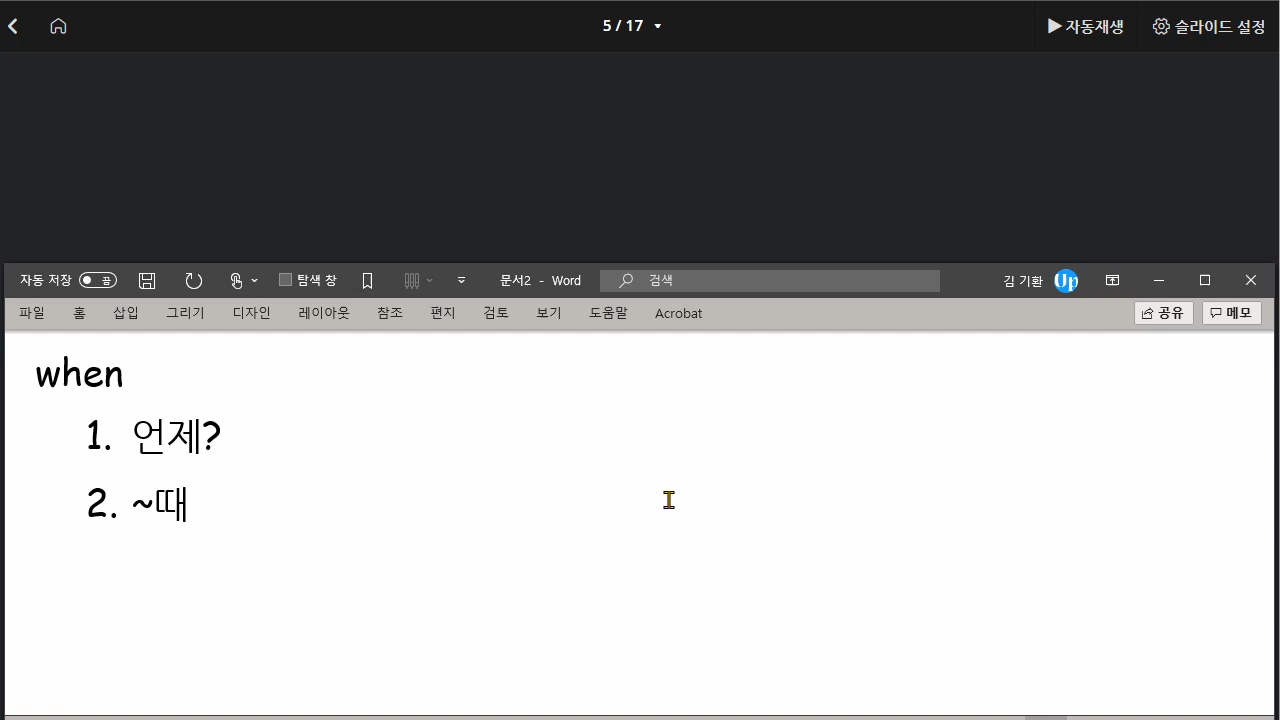 5 / 17
자동재생
슬라이드 설정
자동 저장 끔 탐색 창 문서2 - Word 검색 김 기환 Up
파일 홈 삽입 그리기 디자인 레이아웃 참조 편지 검토 보기 도움말 Acrobat 공유 메모
when
1. 언제?
2. ~때